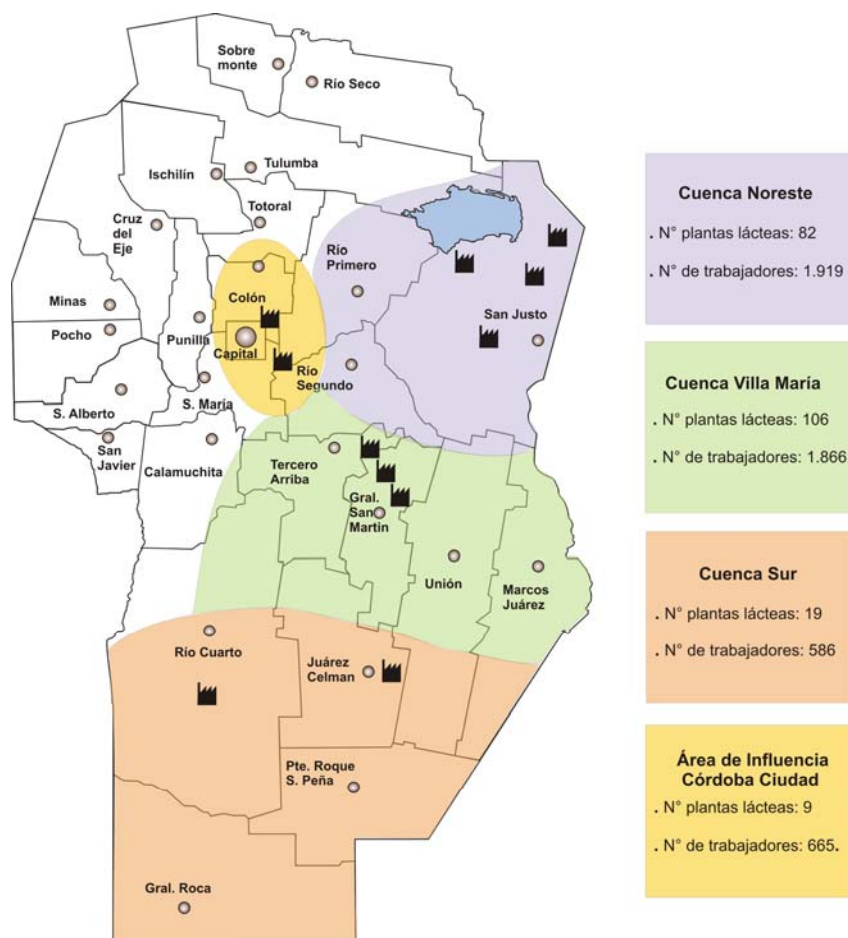 Sobre
monte
Río Seco
Ischilín
Tulumba
Totoral
Cruz
del
Eje
Río
Primero
Minas
Colón
Pocho
Punilla
Capital
San Justo
Río
Segundo
S. Alberto
S. María
San
Javier
Calamuchita
Tercero
Arriba
Gral.
San
Martin
Unión
Marcos
Juárez
Río Cuarto
Juárez
Celman
Pte. Roque
S. Peña
Gral. Roca
Cuenca Noreste
. N° plantas lácteas: 82
. N° de trabajadores: 1.919
Cuenca Villa María
. N° plantas lácteas: 106
. N° de trabajadores: 1.866
Cuenca Sur
. N° plantas lácteas: 19
. N° de trabajadores: 586
Área de Influencia
Córdoba Ciudad
. N° plantas lácteas: 9
. N° de trabajadores: 665.